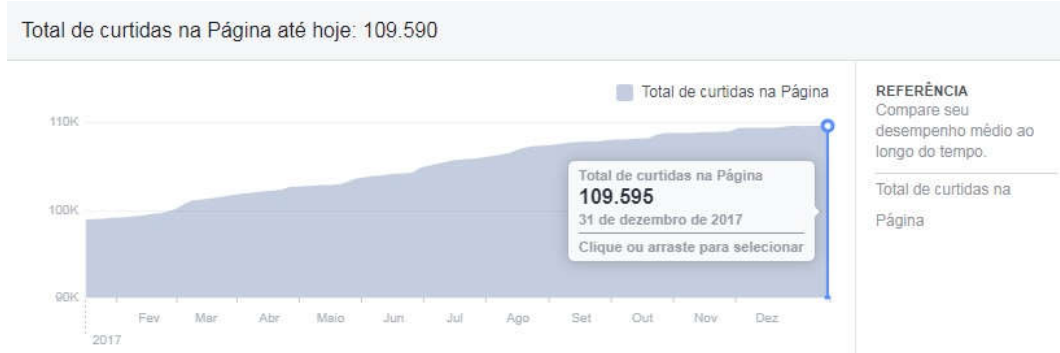 Total de curtidas na Página até hoje: 109.590
Total de curtidas na Página
110K
100K
90K
Total de curtidas na Página
109.595
31 de dezembro de 2017
Clique ou arraste para selecionar
Fev Mar Abr Maio Jun Jul Ago Set Out Nov Dez
2017
REFERÊNCIA
Compare seu
desempenho médio ao
longo do tempo.
Total de curtidas na
Página